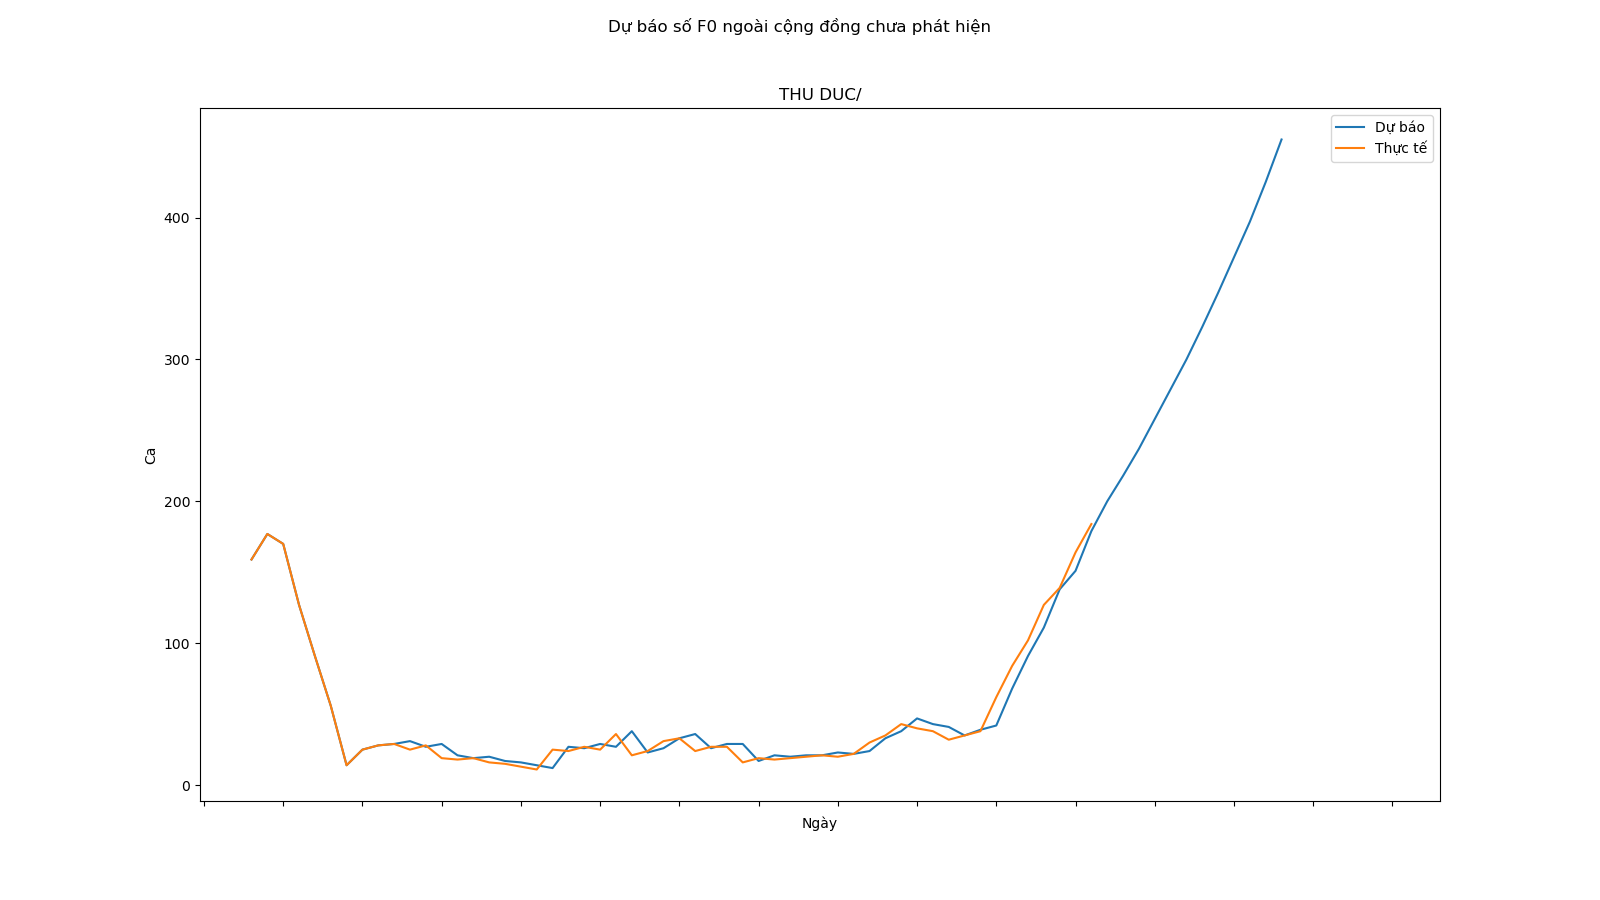 Dự báo số F0 ngoài cộng đồng chưa phát hiện
THU DUC/
Dự báo
Thực tế
400
300
200
100
0
Ca
Ngày